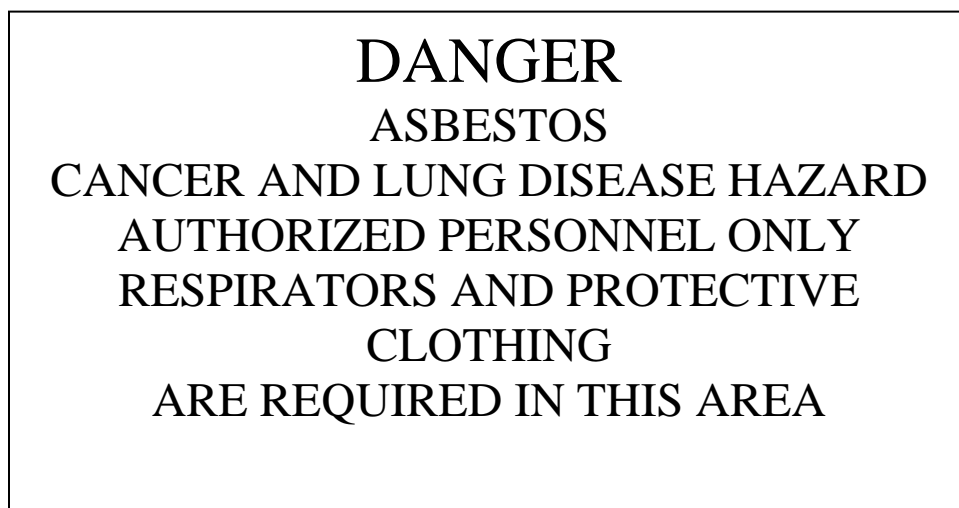 DANGER
ASBESTOS
CANCER AND LUNG DISEASE HAZARD
AUTHORIZED PERSONNEL ONLY
RESPIRATORS AND PROTECTIVE
CLOTHING
ARE REQUIRED IN THIS AREA